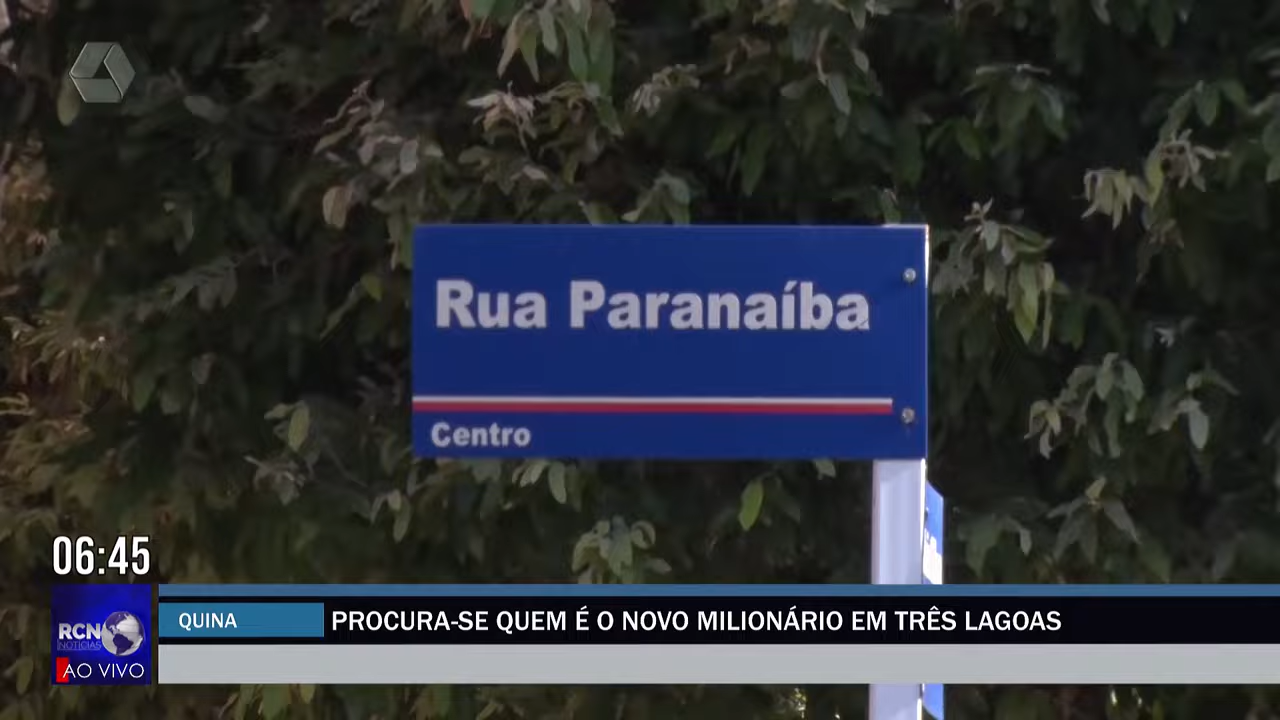 Rua Paranaíba
Centro
06:45
RCN
NOTÍCIAS
AO VIVO
QUINA
PROCURA-SE QUEM É O NOVO MILIONÁRIO EM TRÊS LAGOAS